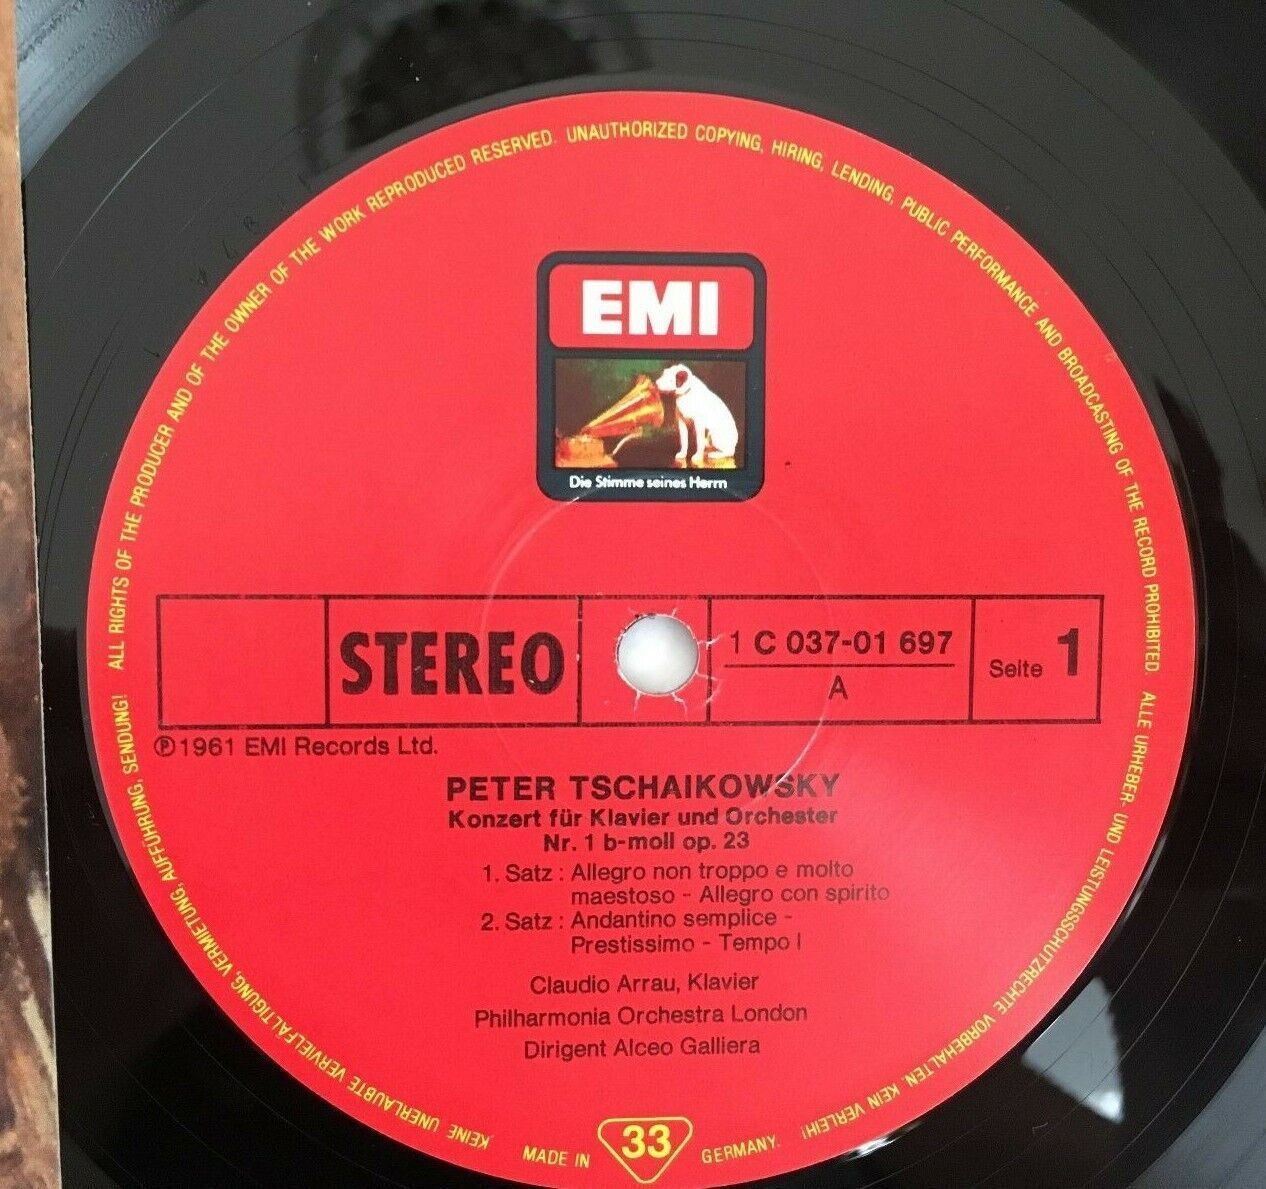 ALL RIGHTS OF THE PRODUCER AND OF THE OWNER OF THE WORK REPRODUCED RESERVED. UNAUTHORIZED COPYING, HIRING, LENDING, PUBLIC PERFORMANCE AND BROADCASTING OF THE RECORD PROHIBITED.
EMI
Die Stimme seines Herrn
STEREO
1 C 037-01 697
A
Seite 1
℗1961 EMI Records Ltd.
PETER TSCHAIKOWSKY
Konzert für Klavier und Orchester
Nr. 1 b-moll op. 23
1. Satz : Allegro non troppo e molto
maestoso - Allegro con spirito
2. Satz : Andantino semplice -
Prestissimo - Tempo I
Claudio Arrau, Klavier
Philharmonia Orchestra London
Dirigent Alceo Galliera
ALLE URHEBER- UND LEISTUNGSSCHUTZRECHTE VORBEHALTEN. KEIN VERLEIH! KEINE UNERLAUBTE VERVIELFÄLTIGUNG, VERMIETUNG, AUFFÜHRUNG, SENDUNG!
MADE IN 33 GERMANY.